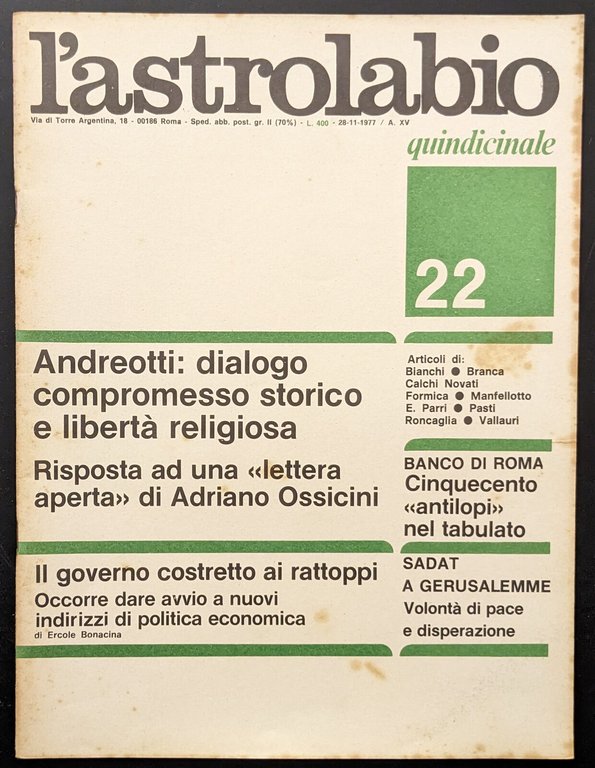 l'astrolabio
Via di Torre Argentina, 18 - 00186 Roma - Sped. abb. post. gr. II (70%) - L. 400 - 28-11-1977 / A. XV
quindicinale
22
Andreotti: dialogo
compromesso storico
e libertà religiosa
Risposta ad una «lettera
aperta» di Adriano Ossicini
Il governo costretto ai rattoppi
Occorre dare avvio a nuovi
indirizzi di politica economica
di Ercole Bonacina
Articoli di:
Bianchi ● Branca
Calchi Novati
Formica ● Manfellotto
E. Parri ● Pasti
Roncaglia ● Vallauri
BANCO DI ROMA
Cinquecento
«antilopi»
nel tabulato
SADAT
A GERUSALEMME
Volontà di pace
e disperazione